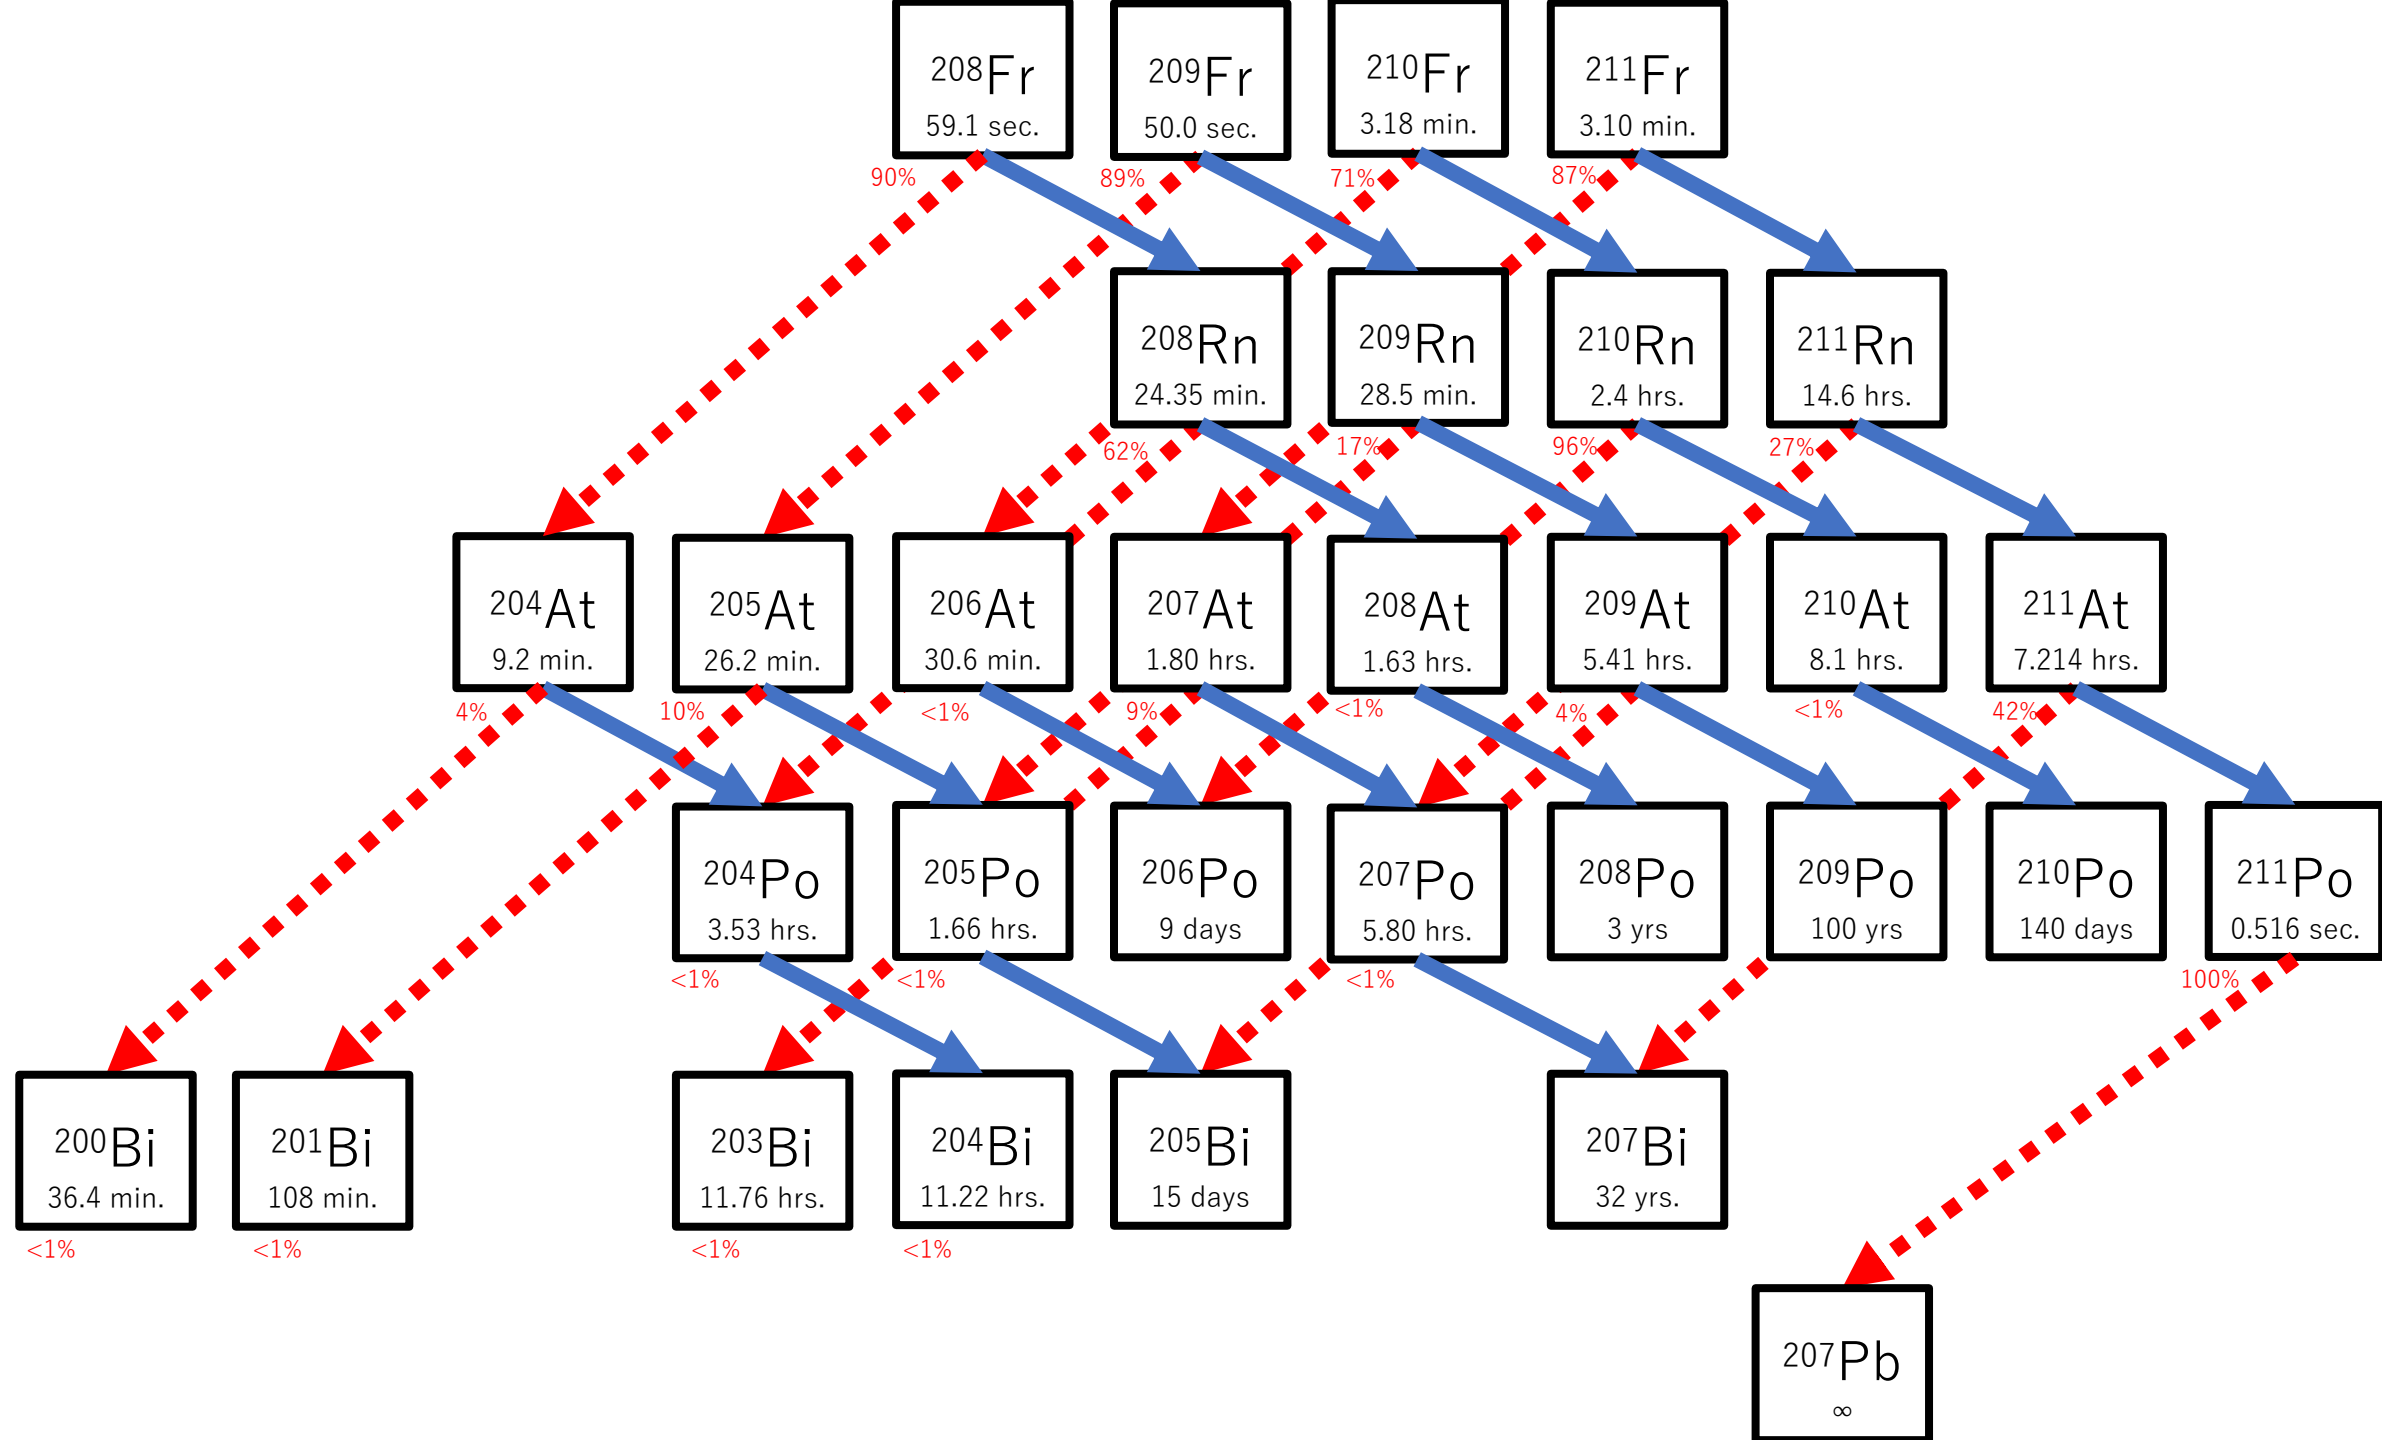 ²⁰⁸Fr
59.1 sec.
²⁰⁹Fr
50.0 sec.
²¹⁰Fr
3.18 min.
²¹¹Fr
3.10 min.
90%
89%
71%
87%
²⁰⁸Rn
24.35 min.
²⁰⁹Rn
28.5 min.
²¹⁰Rn
2.4 hrs.
²¹¹Rn
14.6 hrs.
62%
17%
96%
27%
²⁰⁴At
9.2 min.
²⁰⁵At
26.2 min.
²⁰⁶At
30.6 min.
²⁰⁷At
1.80 hrs.
²⁰⁸At
1.63 hrs.
²⁰⁹At
5.41 hrs.
²¹⁰At
8.1 hrs.
²¹¹At
7.214 hrs.
4%
10%
<1%
9%
<1%
4%
<1%
42%
²⁰⁴Po
3.53 hrs.
²⁰⁵Po
1.66 hrs.
²⁰⁶Po
9 days
²⁰⁷Po
5.80 hrs.
²⁰⁸Po
3 yrs
²⁰⁹Po
100 yrs
²¹⁰Po
140 days
²¹¹Po
0.516 sec.
<1%
<1%
<1%
100%
²⁰⁰Bi
36.4 min.
²⁰¹Bi
108 min.
²⁰³Bi
11.76 hrs.
²⁰⁴Bi
11.22 hrs.
²⁰⁵Bi
15 days
²⁰⁷Bi
32 yrs.
<1%
<1%
<1%
<1%
²⁰⁷Pb
∞